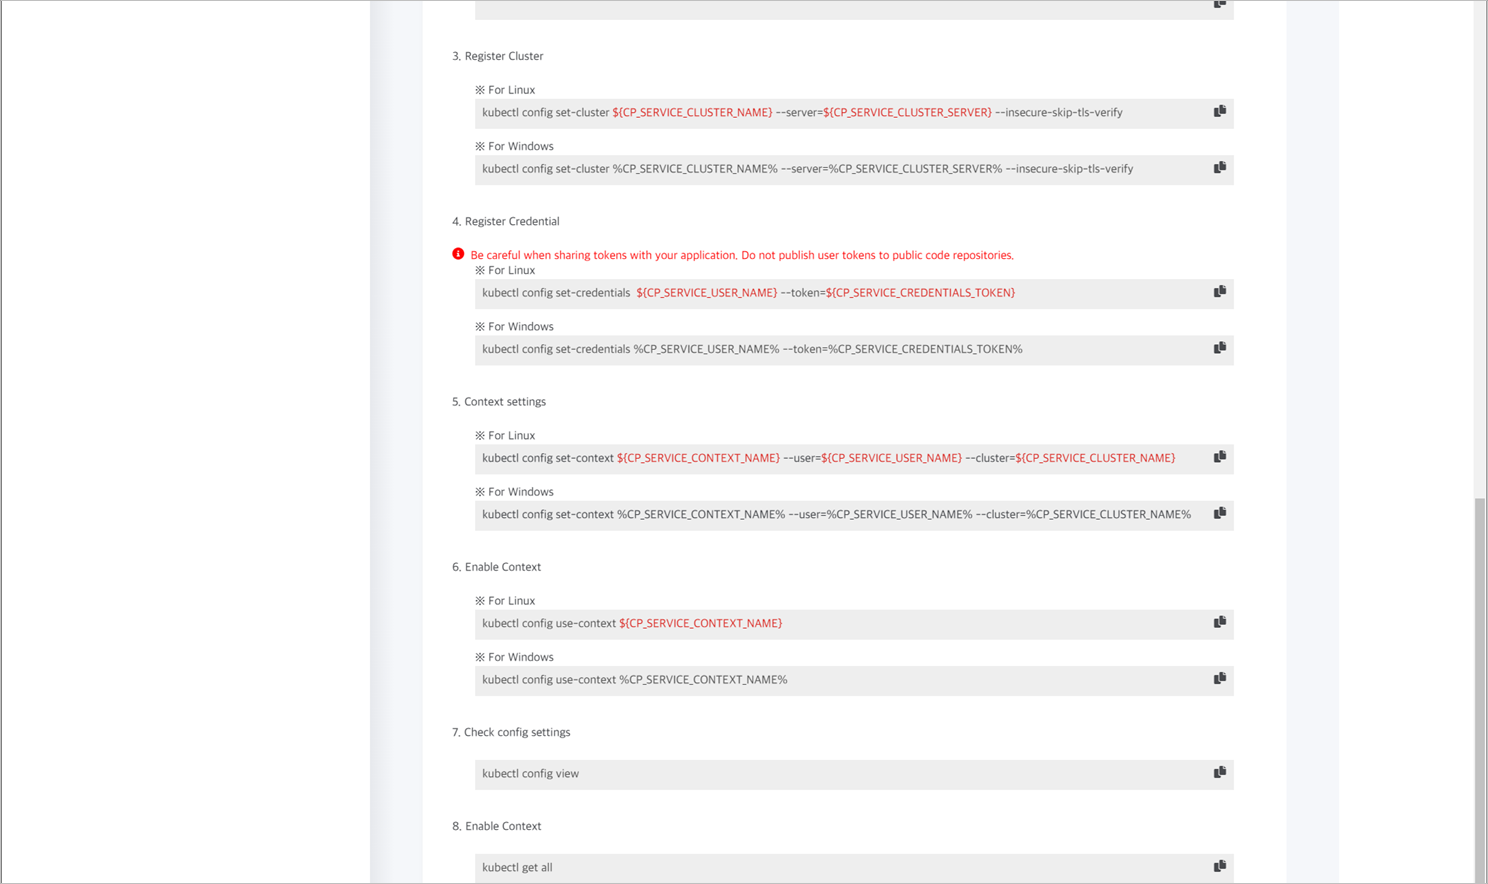 3. Register Cluster
※ For Linux
kubectl config set-cluster ${CP_SERVICE_CLUSTER_NAME} --server=${CP_SERVICE_CLUSTER_SERVER} --insecure-skip-tls-verify
※ For Windows
kubectl config set-cluster %CP_SERVICE_CLUSTER_NAME% --server=%CP_SERVICE_CLUSTER_SERVER% --insecure-skip-tls-verify
4. Register Credential
Be careful when sharing tokens with your application. Do not publish user tokens to public code repositories.
※ For Linux
kubectl config set-credentials ${CP_SERVICE_USER_NAME} --token=${CP_SERVICE_CREDENTIALS_TOKEN}
※ For Windows
kubectl config set-credentials %CP_SERVICE_USER_NAME% --token=%CP_SERVICE_CREDENTIALS_TOKEN%
5. Context settings
※ For Linux
kubectl config set-context ${CP_SERVICE_CONTEXT_NAME} --user=${CP_SERVICE_USER_NAME} --cluster=${CP_SERVICE_CLUSTER_NAME}
※ For Windows
kubectl config set-context %CP_SERVICE_CONTEXT_NAME% --user=%CP_SERVICE_USER_NAME% --cluster=%CP_SERVICE_CLUSTER_NAME%
6. Enable Context
※ For Linux
kubectl config use-context ${CP_SERVICE_CONTEXT_NAME}
※ For Windows
kubectl config use-context %CP_SERVICE_CONTEXT_NAME%
7. Check config settings
kubectl config view
8. Enable Context
kubectl get all